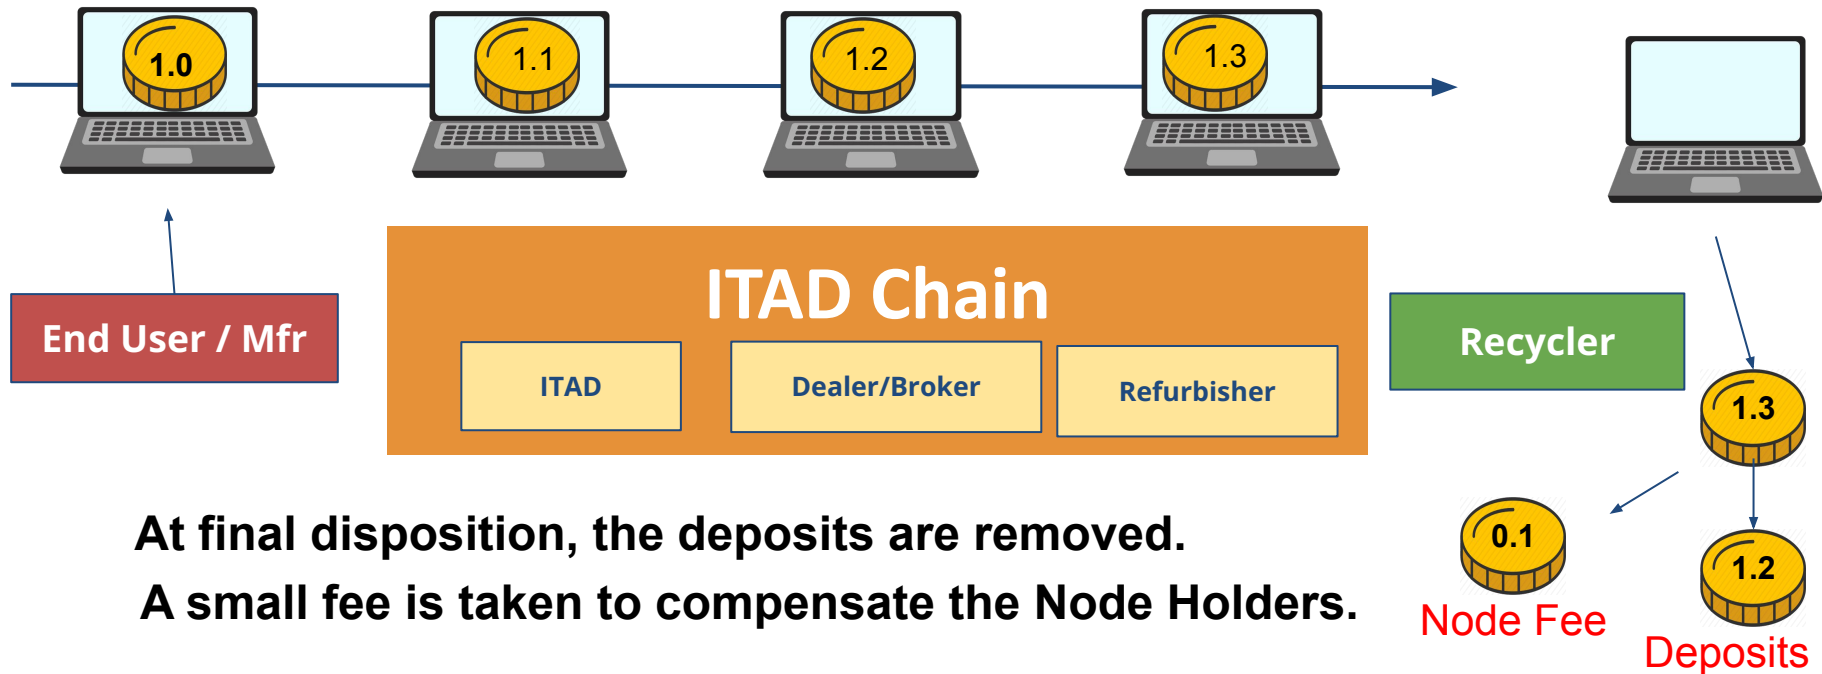 1.0
1.1
1.2
1.3
End User / Mfr
ITAD Chain
ITAD
Dealer/Broker
Refurbisher
Recycler
1.3
0.1
1.2
Node Fee
Deposits
At final disposition, the deposits are removed.
A small fee is taken to compensate the Node Holders.